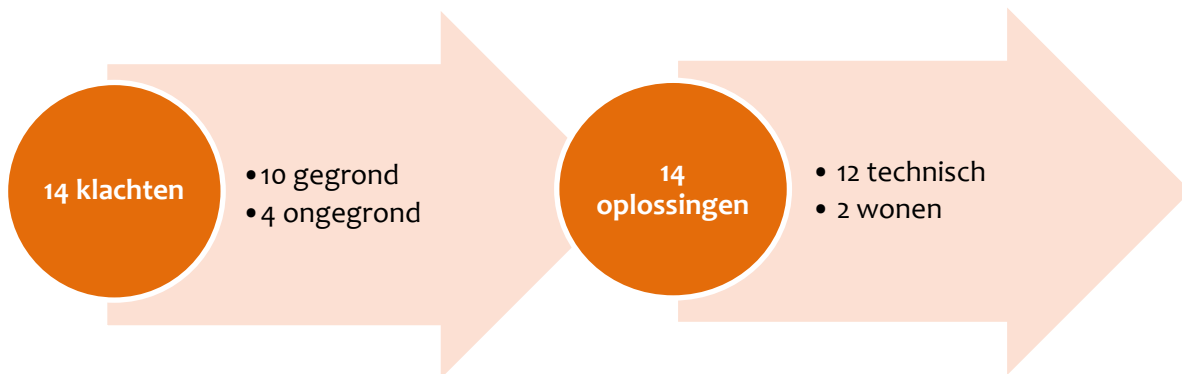 14 klachten
•10 gegrond
•4 ongegrond
14
oplossingen
• 12 technisch
• 2 wonen